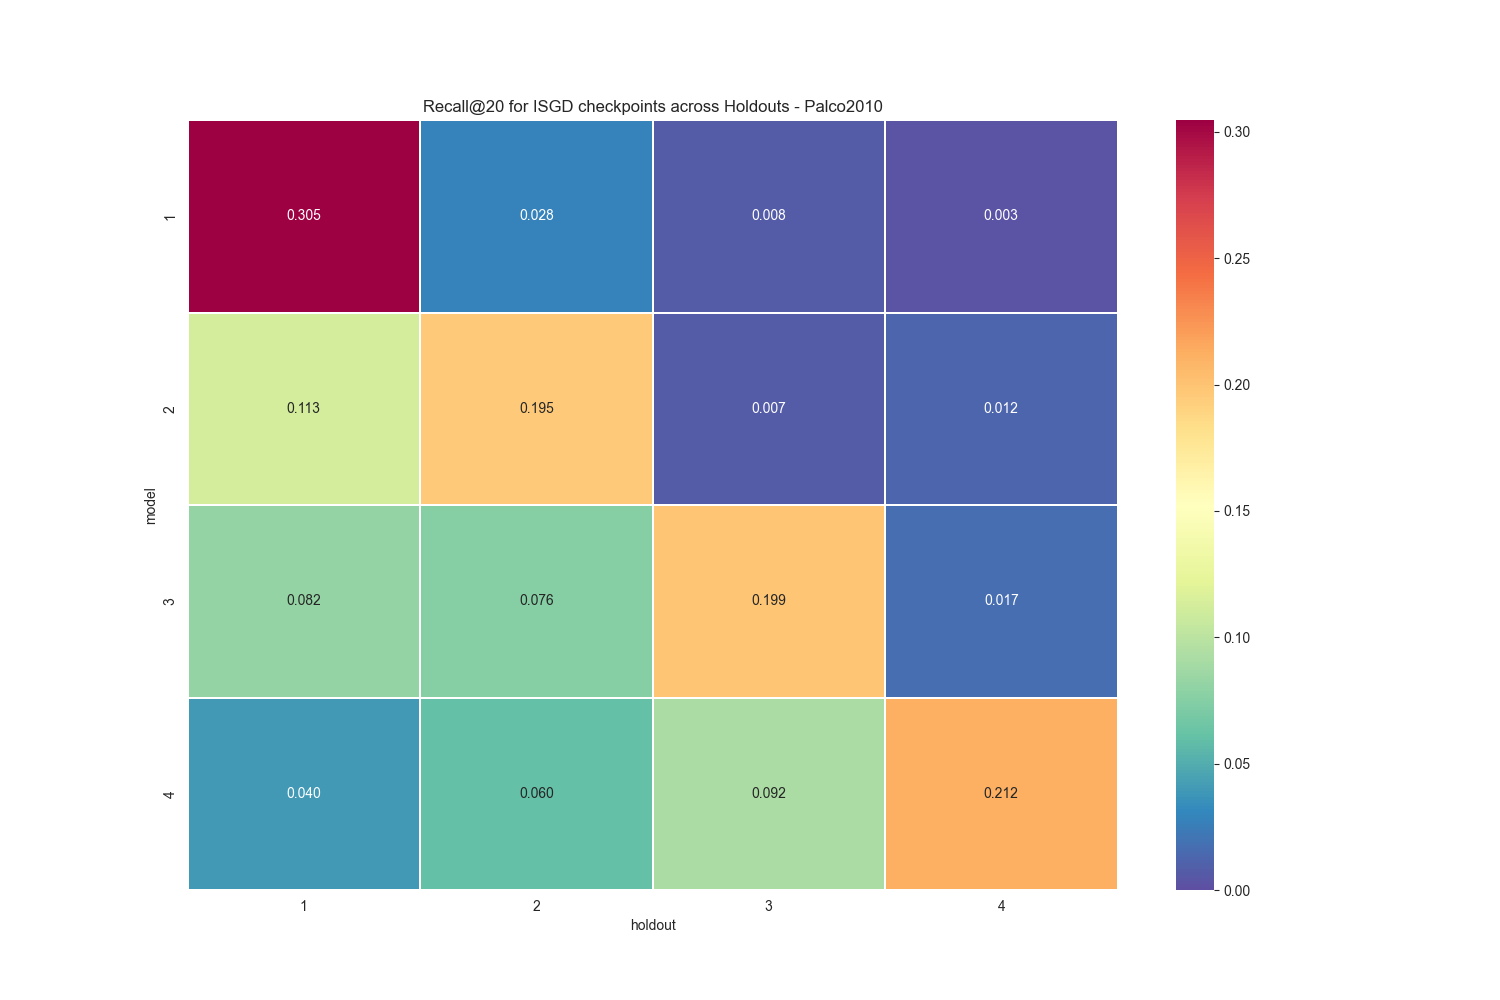 Recall@20 for ISGD checkpoints across Holdouts - Palco2010
0.30
1
0.305 0.028 0.008 0.003
0.25
0.20
2
0.113 0.195 0.007 0.012
model
0.15
3
0.082 0.076 0.199 0.017
0.10
0.05
4
0.040 0.060 0.092 0.212
0.00
1 2 3 4
holdout